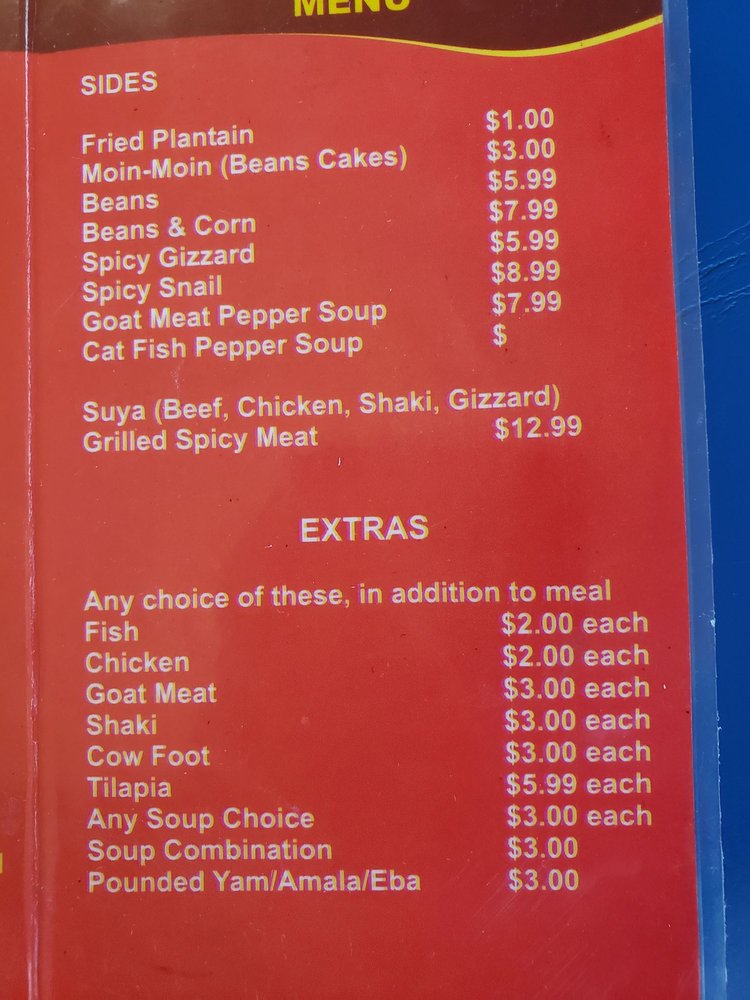 MENU
SIDES
Fried Plantain $1.00
Moin-Moin (Beans Cakes) $3.00
Beans $5.99
Beans & Corn $7.99
Spicy Gizzard $5.99
Spicy Snail $8.99
Goat Meat Pepper Soup $7.99
Cat Fish Pepper Soup $
Suya (Beef, Chicken, Shaki, Gizzard)
Grilled Spicy Meat $12.99
EXTRAS
Any choice of these, in addition to meal
Fish $2.00 each
Chicken $2.00 each
Goat Meat $3.00 each
Shaki $3.00 each
Cow Foot $3.00 each
Tilapia $5.99 each
Any Soup Choice $3.00 each
Soup Combination $3.00
Pounded Yam/Amala/Eba $3.00